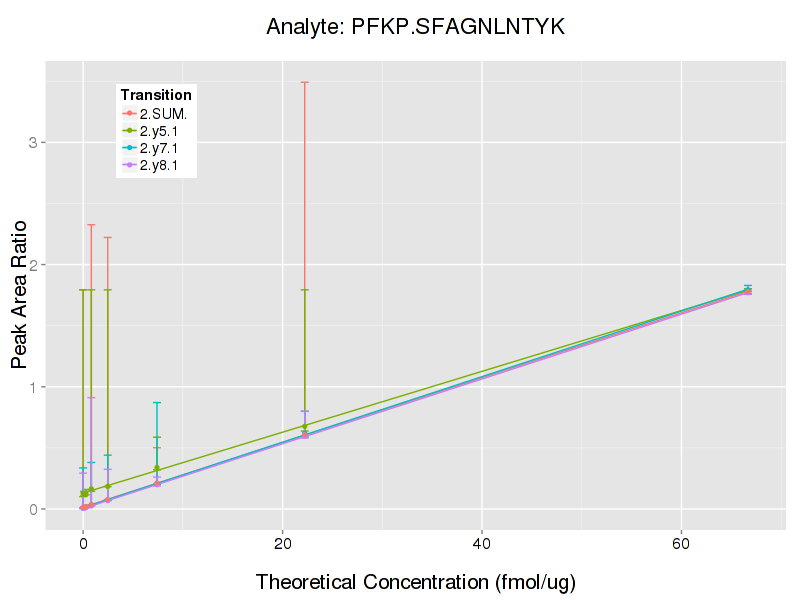 Analyte: PFKP.SFAGNLNTYK
Transition
2.SUM.
2.y5.1
2.y7.1
2.y8.1
3
2
1
0
Peak Area Ratio
0 20 40 60
Theoretical Concentration (fmol/ug)